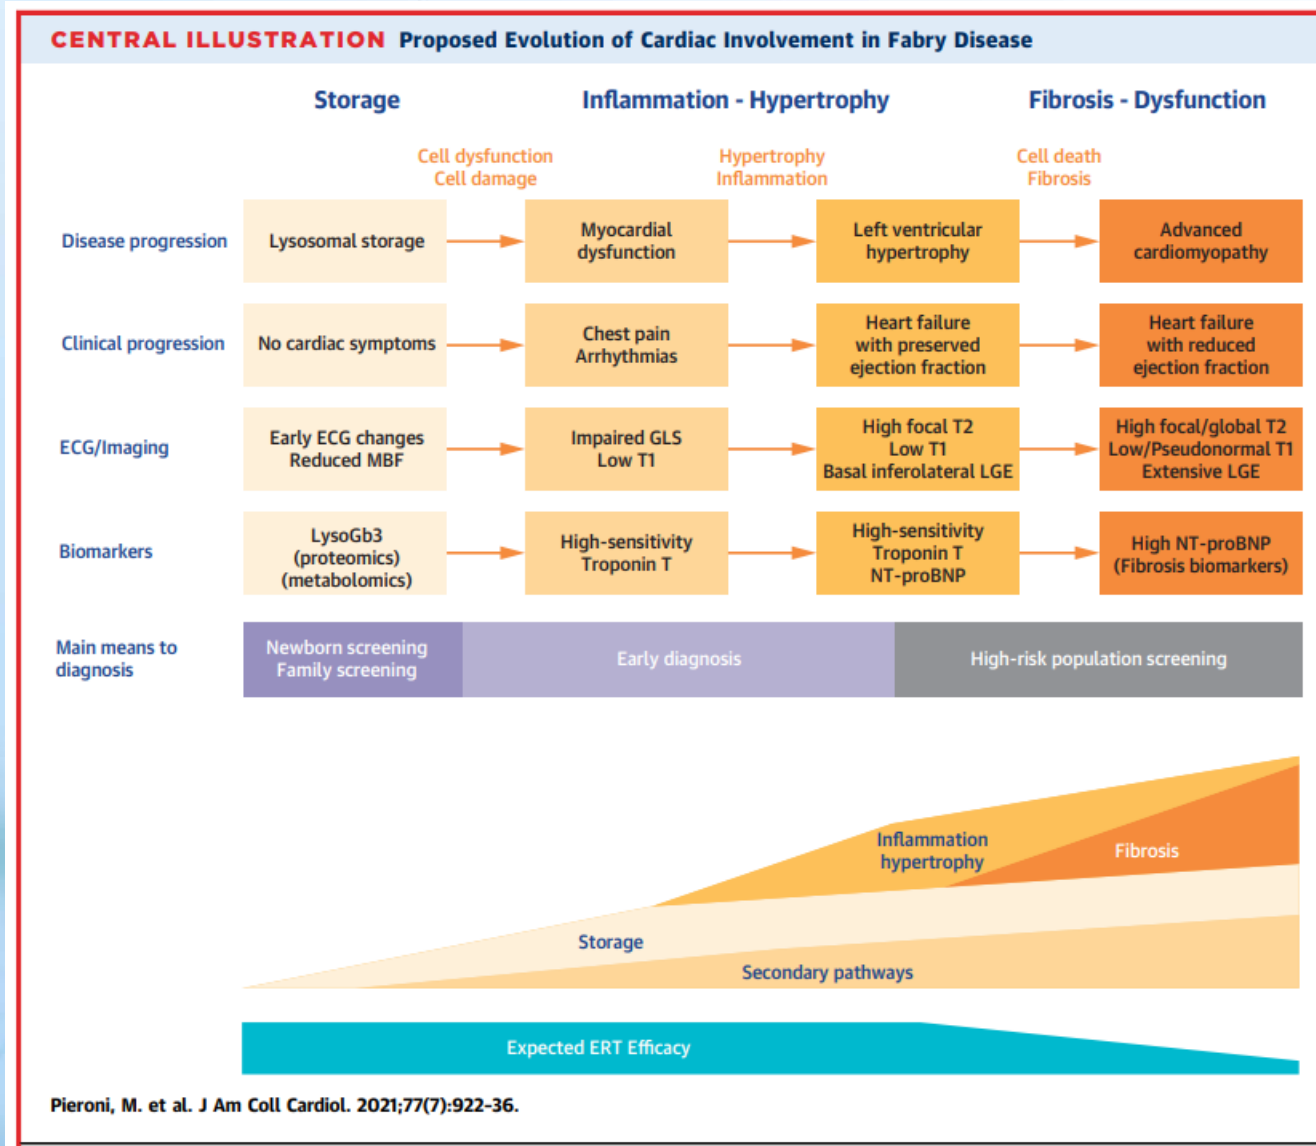 CENTRAL ILLUSTRATION Proposed Evolution of Cardiac Involvement in Fabry Disease
Storage
Inflammation - Hypertrophy
Fibrosis - Dysfunction
Cell dysfunction
Cell damage
Hypertrophy
Inflammation
Cell death
Fibrosis
Disease progression
Lysosomal storage
Myocardial
dysfunction
Left ventricular
hypertrophy
Advanced
cardiomyopathy
Clinical progression
No cardiac symptoms
Chest pain
Arrhythmias
Heart failure
with preserved
ejection fraction
Heart failure
with reduced
ejection fraction
ECG/Imaging
Early ECG changes
Reduced MBF
Impaired GLS
Low T1
High focal T2
Low T1
Basal inferolateral LGE
High focal/global T2
Low/Pseudonormal T1
Extensive LGE
Biomarkers
LysoGb3
(proteomics)
(metabolomics)
High-sensitivity
Troponin T
High-sensitivity
Troponin T
NT-proBNP
High NT-proBNP
(Fibrosis biomarkers)
Main means to
diagnosis
Newborn screening
Family screening
Early diagnosis
High-risk population screening
Inflammation
hypertrophy
Fibrosis
Storage
Secondary pathways
Expected ERT Efficacy
Pieroni, M. et al. J Am Coll Cardiol. 2021;77(7):922-36.